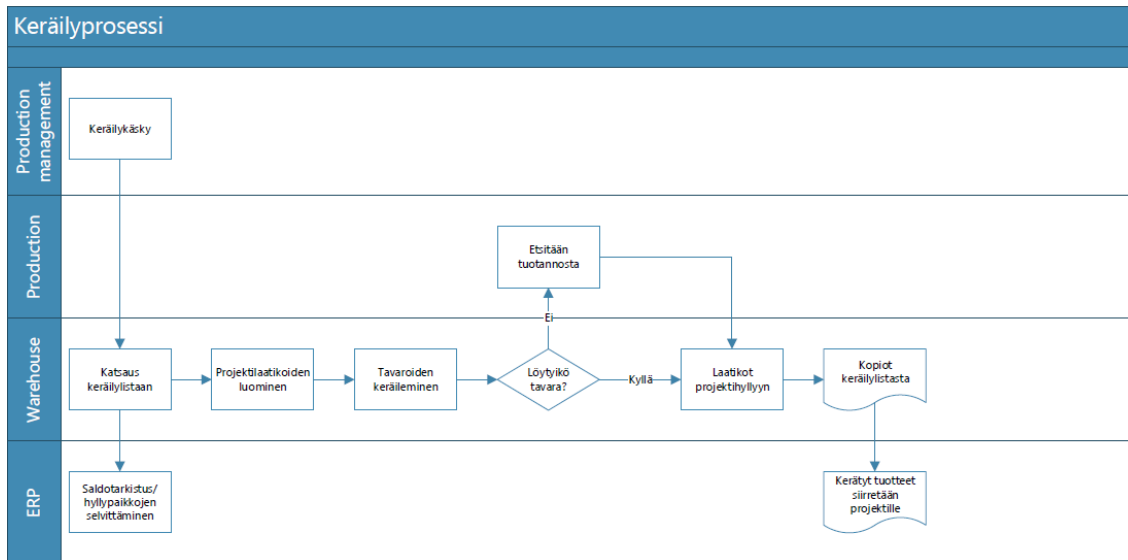 Keräilyprosessi
Production
management
Keräilykäsky
Production
Etsitään
tuotannosta
Ei
Warehouse
Katsaus
keräilylistaan
Projektilaatikoiden
luominen
Tavaroiden
keräileminen
Löytyikö
tavara?
Kyllä
Laatikot
projektihyllyyn
Kopiot
keräilylistasta
ERP
Saldotarkistus/
hyllypaikkojen
selvittäminen
Kerätyt tuotteet
siirretään
projektille